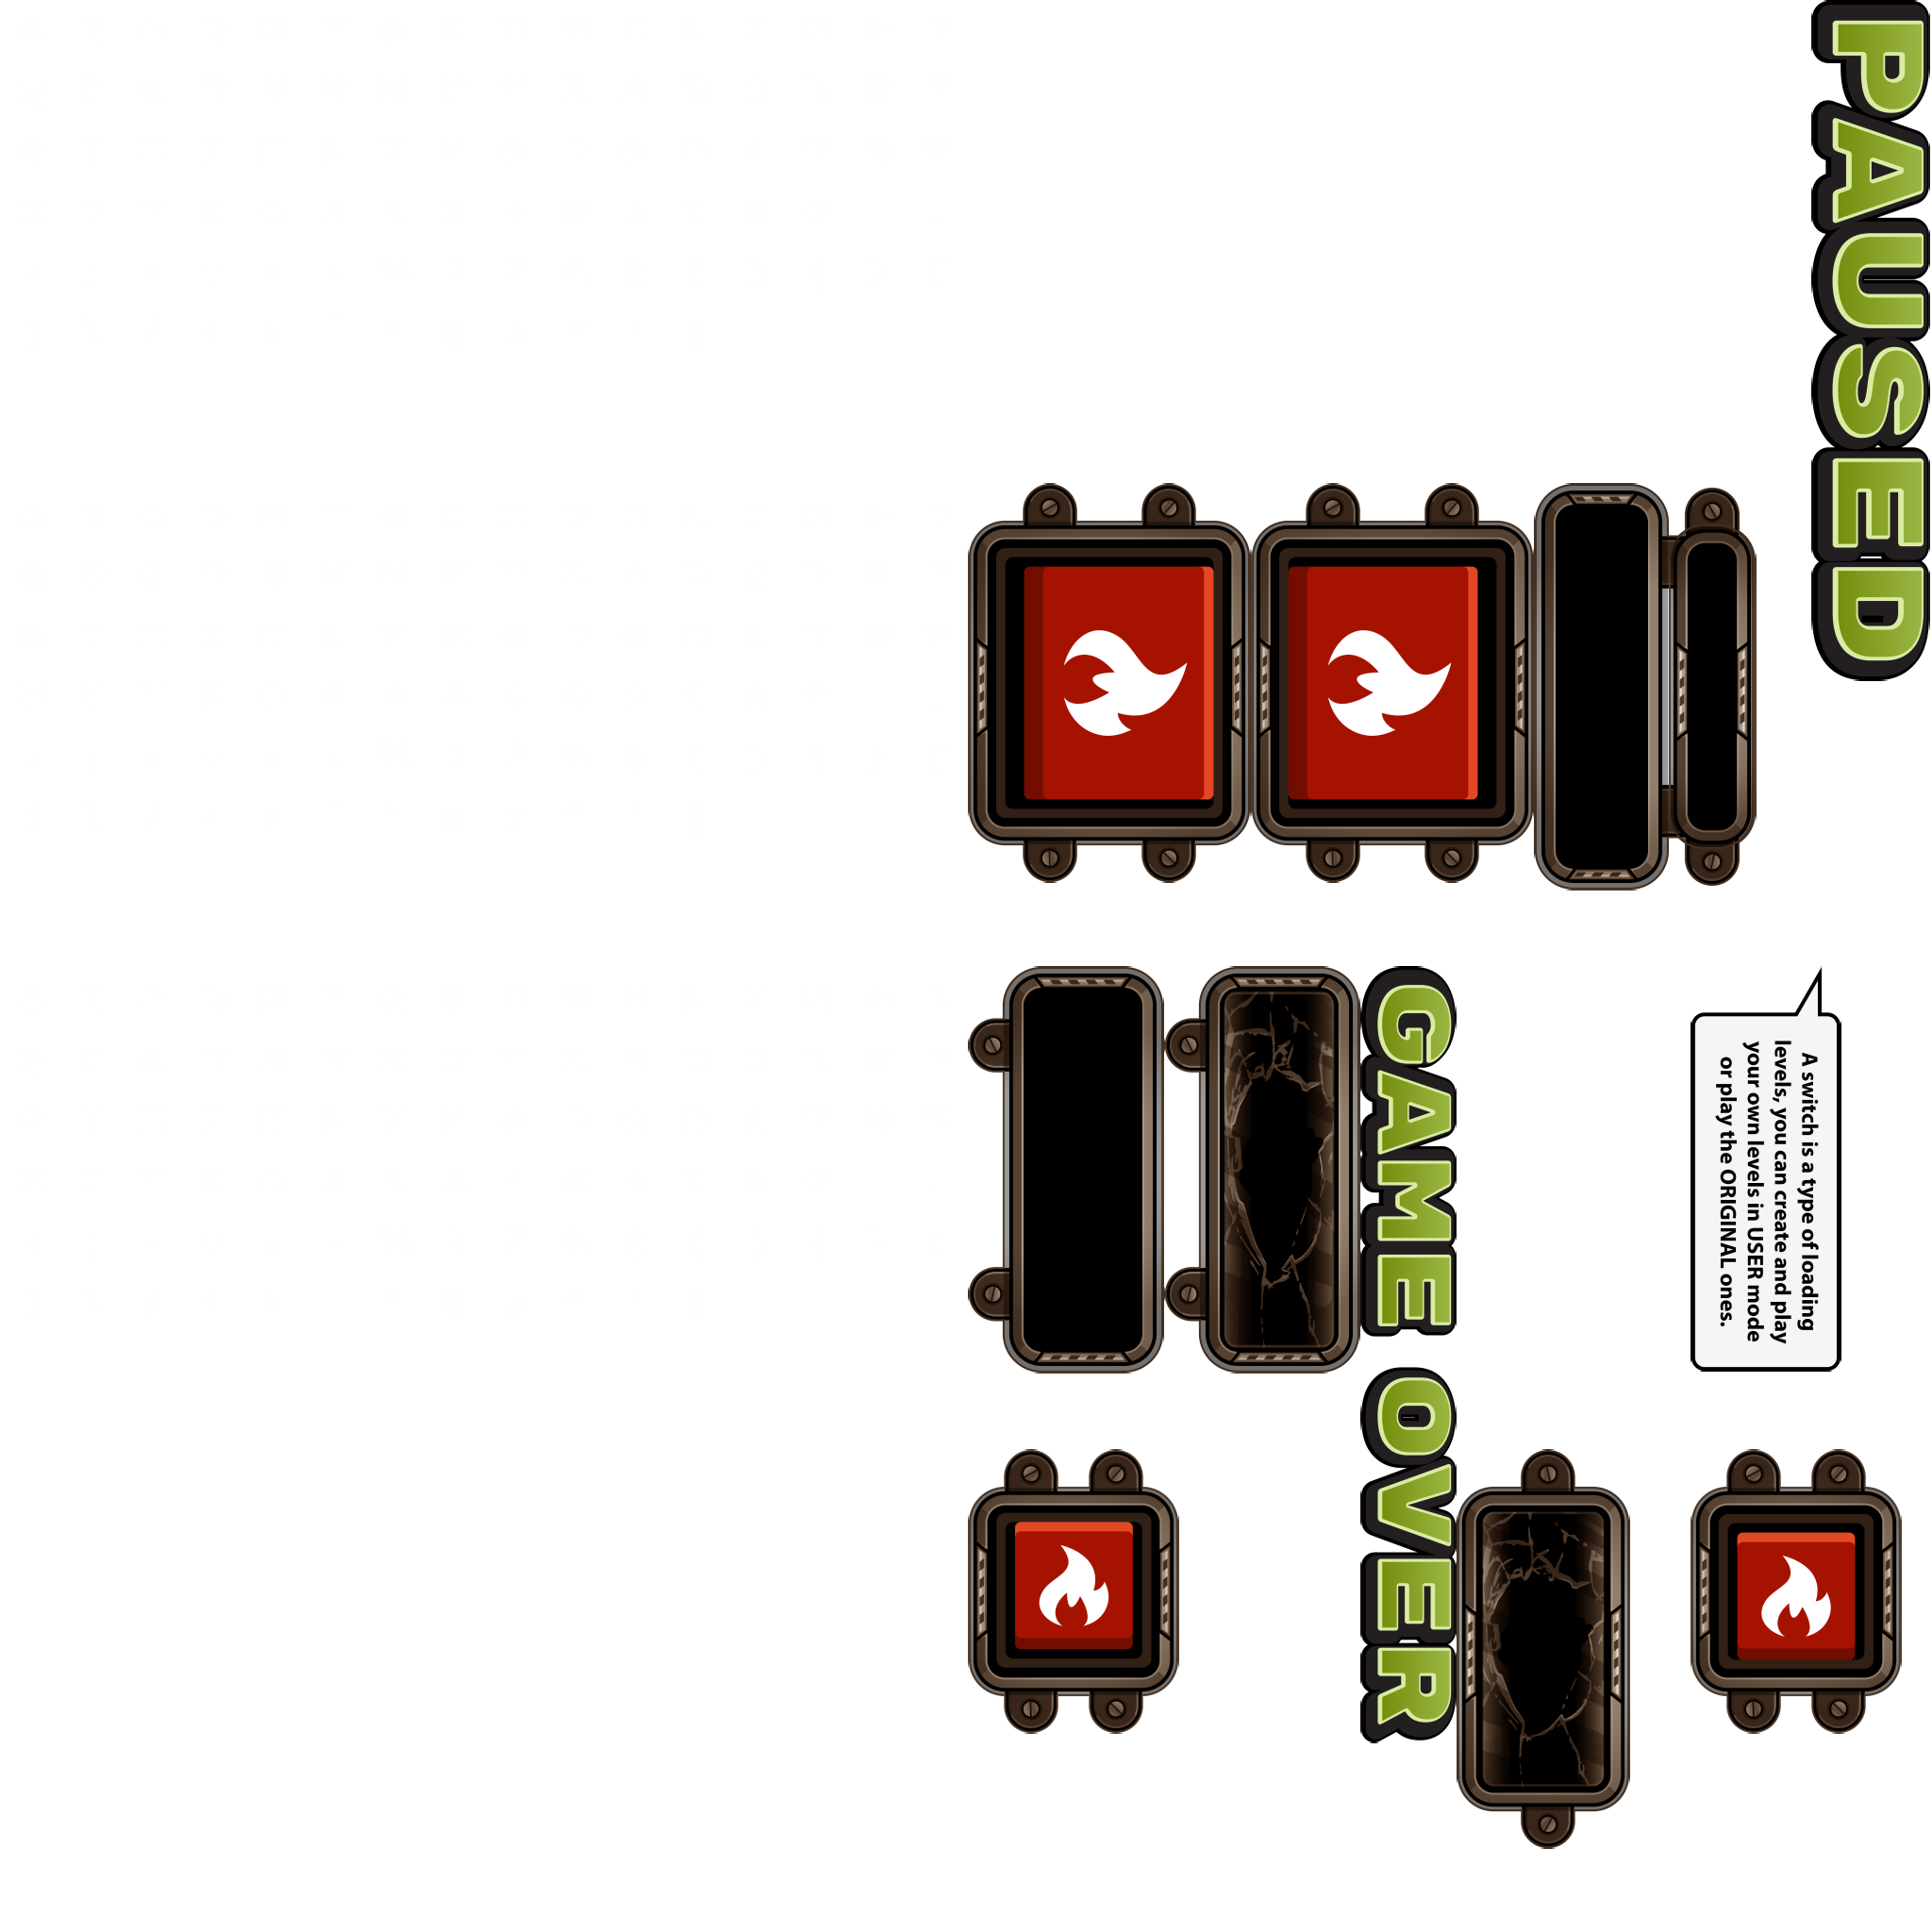 PAUSED
GAME OVER
A switch is a type of loading
levels, you can create and play
your own levels in USER mode
or play the ORIGINAL ones.